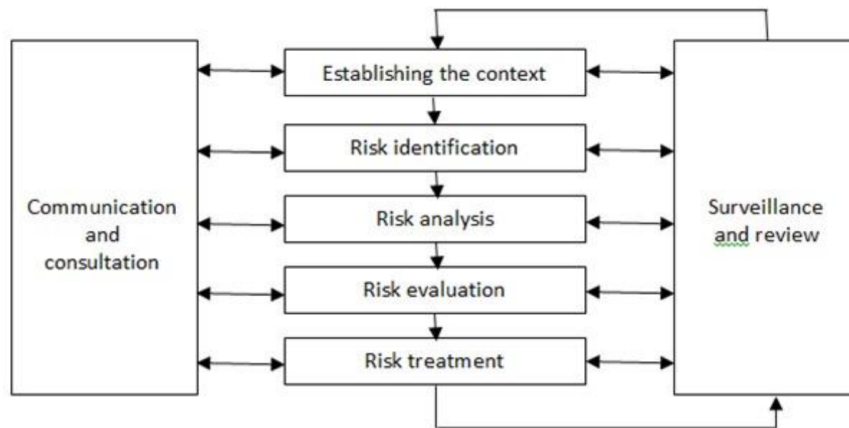 Establishing the context
Risk identification
Communication
and
consultation
Risk analysis
Surveillance
and review
Risk evaluation
Risk treatment